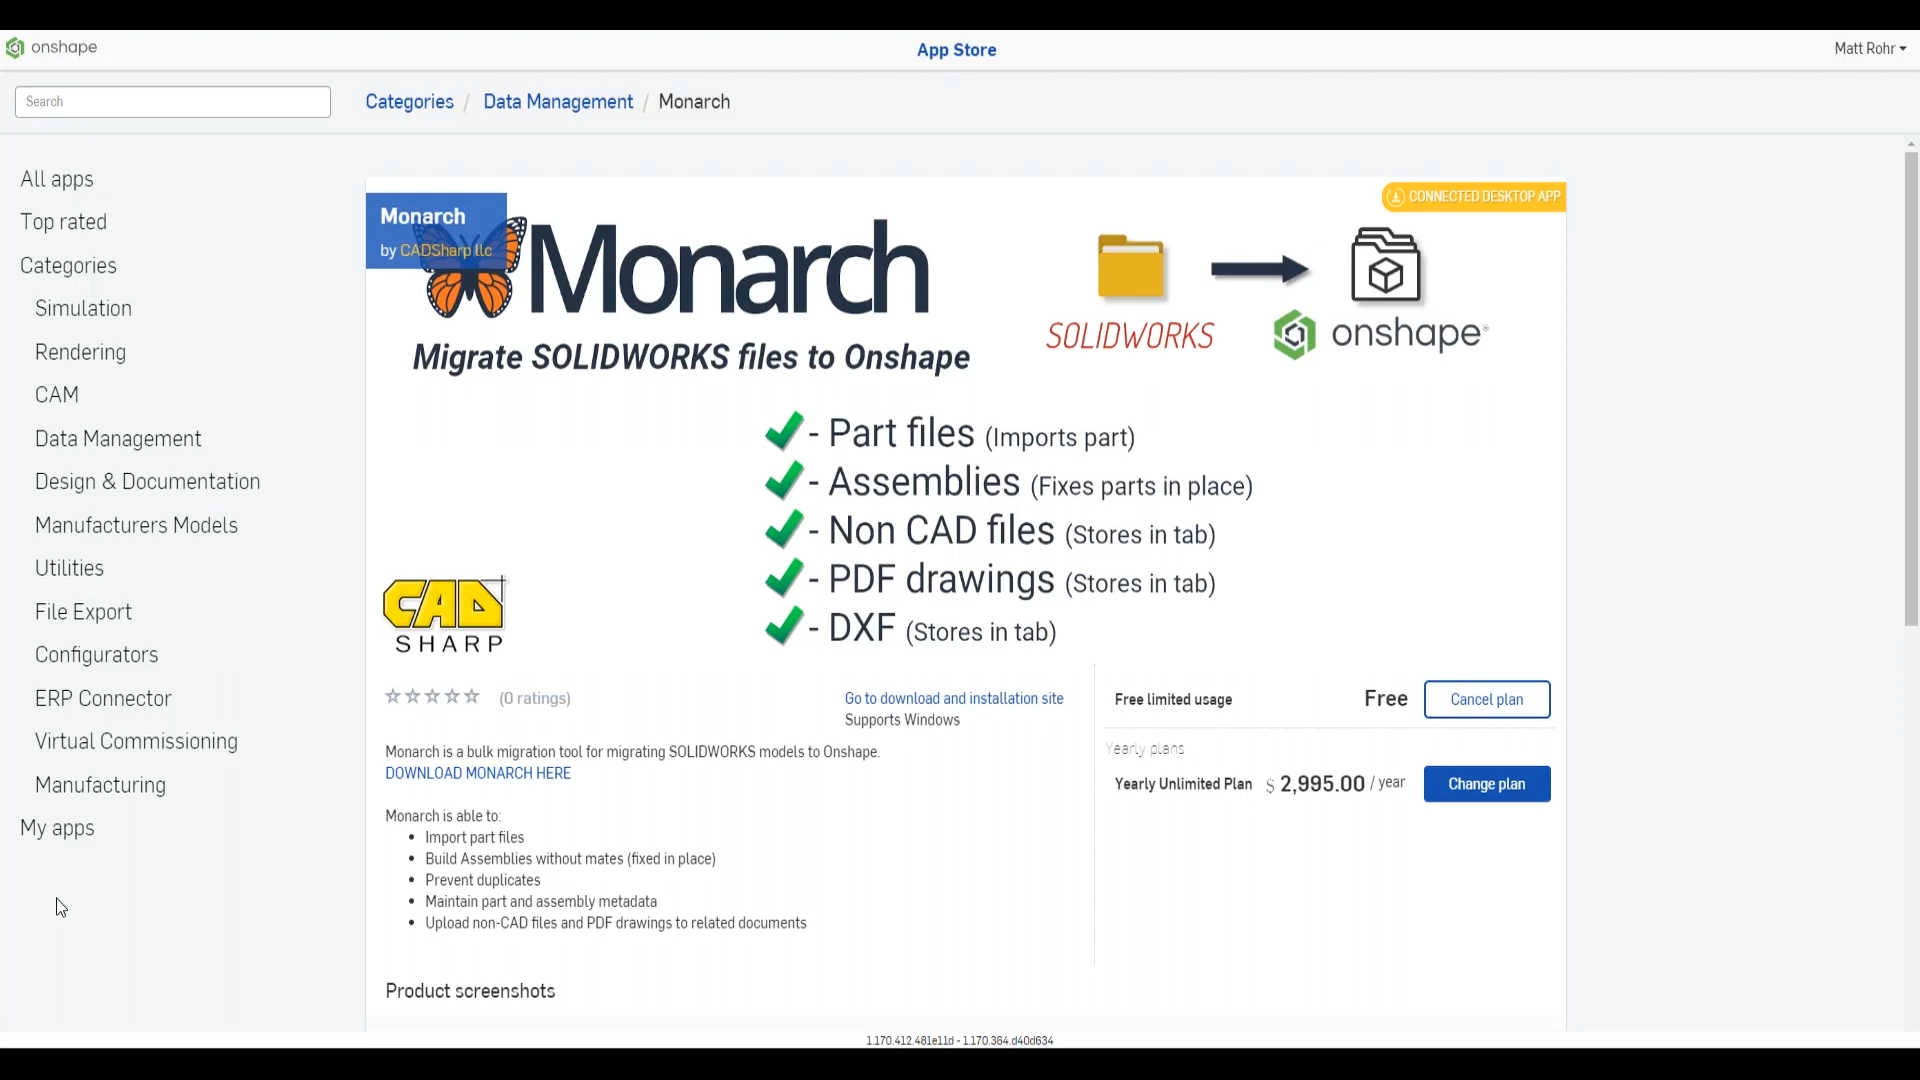 onshape
App Store
Matt Rohr
Search
Categories / Data Management / Monarch
All apps
Top rated
Categories
Simulation
Rendering
CAM
Data Management
Design & Documentation
Manufacturers Models
Utilities
File Export
Configurators
ERP Connector
Virtual Commissioning
Manufacturing
My apps
CONNECTED DESKTOP APP
Monarch
by CADSharp llc
Monarch
Migrate SOLIDWORKS files to Onshape
SOLIDWORKS
onshape®
- Part files (Imports part)
- Assemblies (Fixes parts in place)
- Non CAD files (Stores in tab)
- PDF drawings (Stores in tab)
- DXF (Stores in tab)
CAD
SHARP
(0 ratings)
Go to download and installation site
Supports Windows
Monarch is a bulk migration tool for migrating SOLIDWORKS models to Onshape.
DOWNLOAD MONARCH HERE
Monarch is able to:
• Import part files
• Build Assemblies without mates (fixed in place)
• Prevent duplicates
• Maintain part and assembly metadata
• Upload non-CAD files and PDF drawings to related documents
Free limited usage Free Cancel plan
Yearly plans
Yearly Unlimited Plan $ 2,995.00 / year Change plan
Product screenshots
1.170.412.481e11d - 1.170.364.d40d634